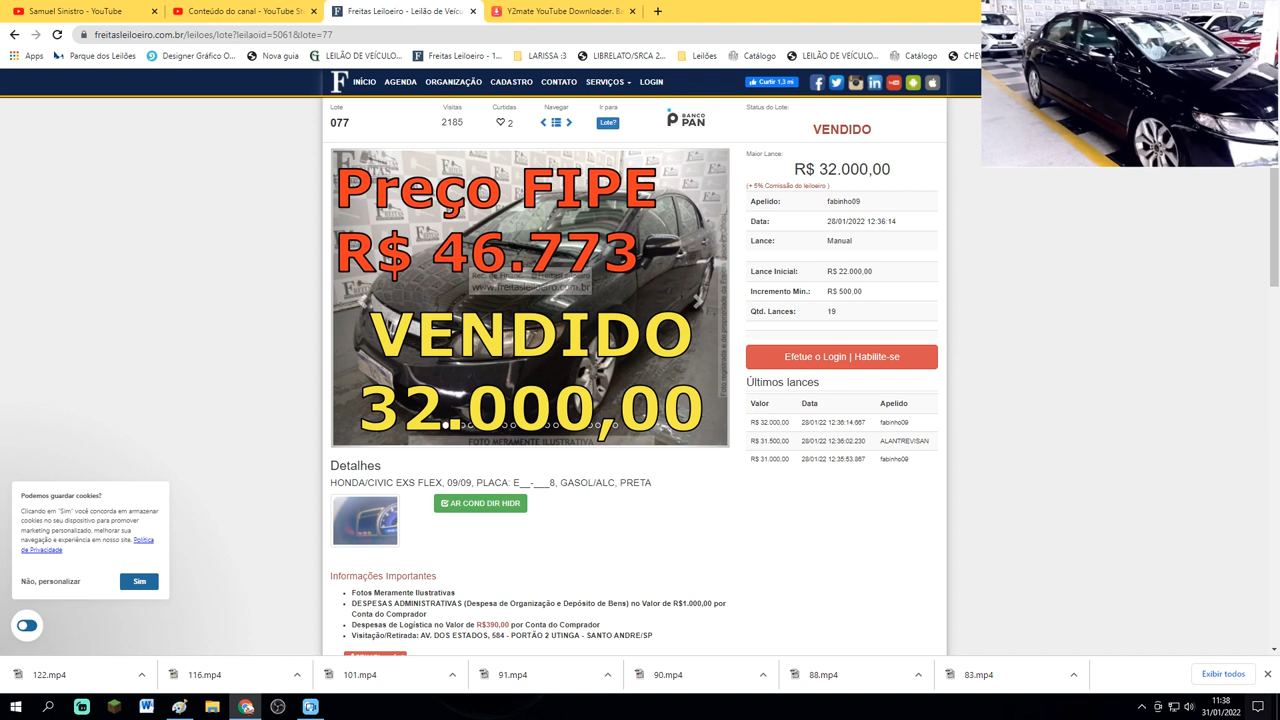 Samuel Sinistro - YouTube
Conteúdo do canal - YouTube St
Freitas Leiloeiro - Leilão de Veícu
Y2mate YouTube Downloader. B
freitasleiloeiro.com.br/leiloes/lote?leilaoid=5061&lote=77
Apps
Parque dos Leilões
Designer Gráfico O...
Nova guia
LEILÃO DE VEÍCULO...
Freitas Leiloeiro - 1...
LARISSA :3
LIBRELATO/SRCA 2...
Leilões
Catálogo
LEILÃO DE VEÍCULO...
Catálogo
CHE
F INÍCIO AGENDA ORGANIZAÇÃO CADASTRO CONTATO SERVIÇOS LOGIN
Curtir 1,3 mi
Lote
Visitas
Curtidas
Navegar
Ir para
077
2185
2
Lote?
BANCO PAN
Status do Lote:
VENDIDO
Maior Lance:
R$ 32.000,00
(+ 5% Comissão do leiloeiro )
Apelido: fabinho09
Data: 28/01/2022 12:36:14
Lance: Manual
Lance Inicial: R$ 22.000,00
Incremento Min.: R$ 500,00
Qtd. Lances: 19
Efetue o Login | Habilite-se
Últimos lances
Valor Data Apelido
R$ 32.000,00 28/01/22 12:36:14.667 fabinho09
R$ 31.500,00 28/01/22 12:36:02.230 ALANTREVISAN
R$ 31.000,00 28/01/22 12:35:53.867 fabinho09
Preço FIPE
R$ 46.773
www.freitasleiloeiro.com.br
VENDIDO
32.000,00
FOTO MERAMENTE ILUSTRATIVA
Detalhes
HONDA/CIVIC EXS FLEX, 09/09, PLACA: E__-___8, GASOL/ALC, PRETA
AR COND DIR HIDR
Informações Importantes
Fotos Meramente Ilustrativas
DESPESAS ADMINISTRATIVAS (Despesa de Organização e Depósito de Bens) no Valor de R$1.000,00 por
Conta do Comprador
Despesas de Logística no Valor de R$390,00 por Conta do Comprador
Visitação/Retirada: AV. DOS ESTADOS, 584 - PORTÃO 2 UTINGA - SANTO ANDRE/SP
Podemos guardar cookies?
Clicando em "Sim" você concorda em armazenar
cookies no seu dispositivo para promover
marketing personalizado, melhorar sua
navegação e experiência em nosso site. Política
de Privacidade
Não, personalizar
Sim
122.mp4
116.mp4
101.mp4
91.mp4
90.mp4
88.mp4
83.mp4
Exibir todos
11:38
31/01/2022